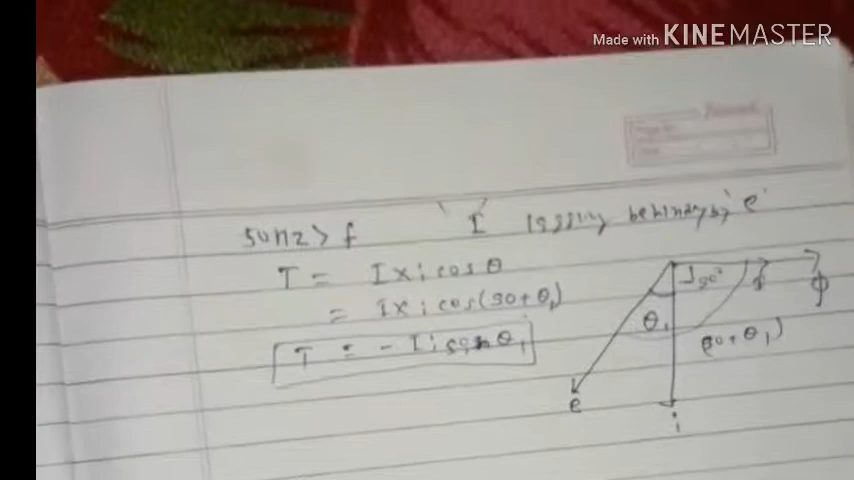 Made with KINEMASTER
50Hz > f 'I' lagging behind by 'e'
T = I x i cos θ
= I x i cos(90+θ₁)
T = - I i sin θ₁
90°
ϕ
θ₁
(90+θ₁)
e
i